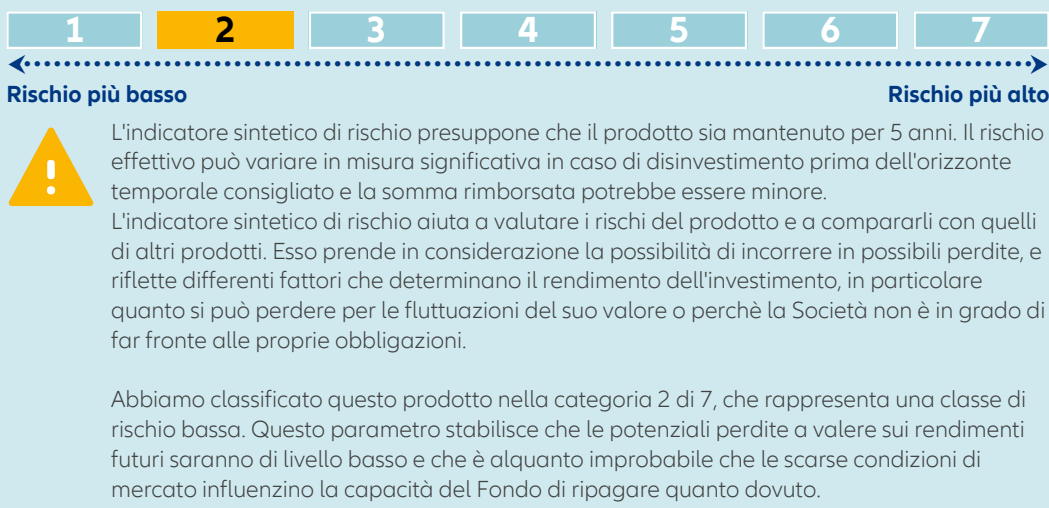 1 2 3 4 5 6 7
Rischio più basso Rischio più alto
L'indicatore sintetico di rischio presuppone che il prodotto sia mantenuto per 5 anni. Il rischio
effettivo può variare in misura significativa in caso di disinvestimento prima dell'orizzonte
temporale consigliato e la somma rimborsata potrebbe essere minore.
L'indicatore sintetico di rischio aiuta a valutare i rischi del prodotto e a compararli con quelli
di altri prodotti. Esso prende in considerazione la possibilità di incorrere in possibili perdite, e
riflette differenti fattori che determinano il rendimento dell'investimento, in particolare
quanto si può perdere per le fluttuazioni del suo valore o perchè la Società non è in grado di
far fronte alle proprie obbligazioni.
Abbiamo classificato questo prodotto nella categoria 2 di 7, che rappresenta una classe di
rischio bassa. Questo parametro stabilisce che le potenziali perdite a valere sui rendimenti
futuri saranno di livello basso e che è alquanto improbabile che le scarse condizioni di
mercato influenzino la capacità del Fondo di ripagare quanto dovuto.